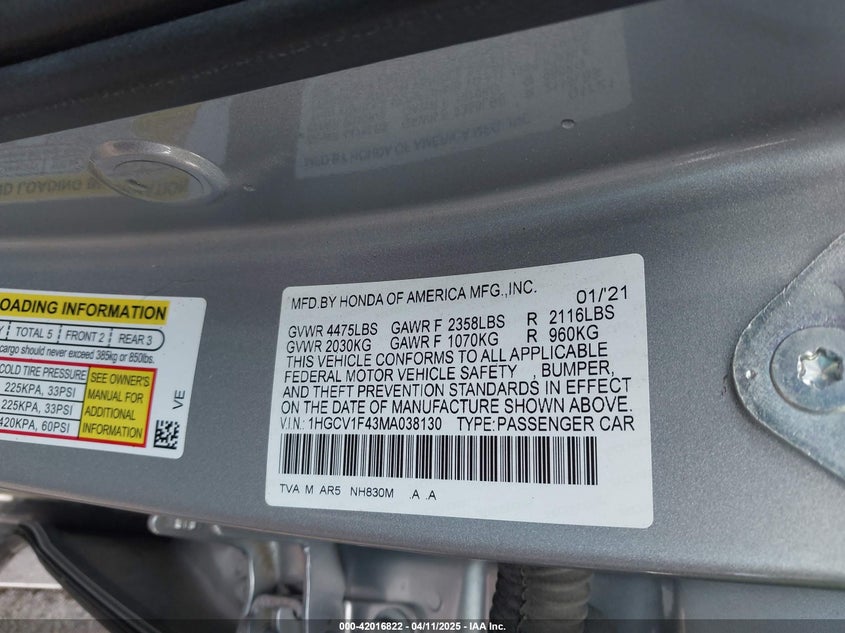 OADING INFORMATION
Y TOTAL 5 FRONT 2 REAR 3
cargo should never exceed 385kg or 850lbs.
COLD TIRE PRESSURE
225KPA, 33PSI
225KPA, 33PSI
420KPA, 60PSI
SEE OWNER'S
MANUAL FOR
ADDITIONAL
INFORMATION
VE
MFD.BY HONDA OF AMERICA MFG.,INC. 01/'21
GVWR 4475LBS GAWR F 2358LBS R 2116LBS
GVWR 2030KG GAWR F 1070KG R 960KG
THIS VEHICLE CONFORMS TO ALL APPLICABLE
FEDERAL MOTOR VEHICLE SAFETY , BUMPER,
AND THEFT PREVENTION STANDARDS IN EFFECT
ON THE DATE OF MANUFACTURE SHOWN ABOVE.
V.I.N.: 1HGCV1F43MA038130 TYPE:PASSENGER CAR
TVA M AR5 NH830M .A .A
000-42016822 - 04/11/2025 - IAA Inc.